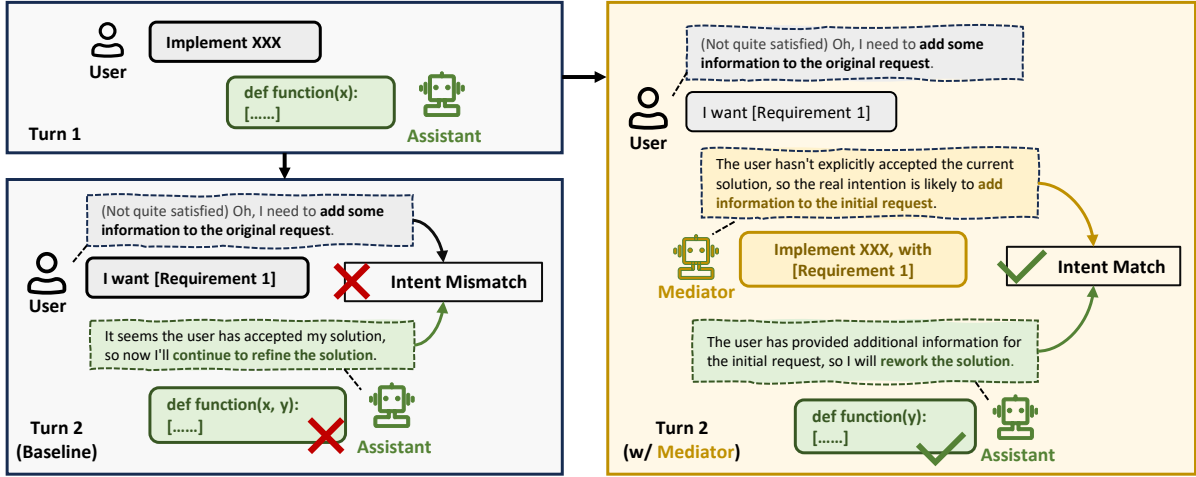 Implement XXX
User
def function(x):
[……]
Assistant
Turn 1
(Not quite satisfied) Oh, I need to add some
information to the original request.
I want [Requirement 1]
User
Intent Mismatch
It seems the user has accepted my solution,
so now I'll continue to refine the solution.
def function(x, y):
[……]
Assistant
Turn 2
(Baseline)
(Not quite satisfied) Oh, I need to add some
information to the original request.
I want [Requirement 1]
User
The user hasn't explicitly accepted the current
solution, so the real intention is likely to add
information to the initial request.
Implement XXX, with
[Requirement 1]
Mediator
Intent Match
The user has provided additional information for
the initial request, so I will rework the solution.
def function(y):
[……]
Assistant
Turn 2
(w/ Mediator)